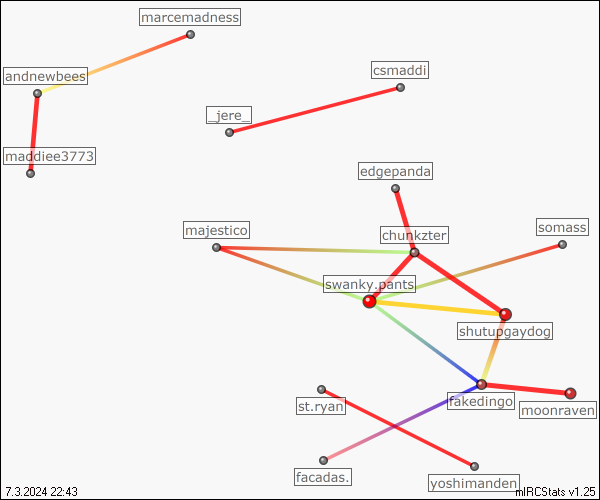 marcemadness
andnewbees
csmaddi
_jere_
maddiee3773
edgepanda
majestico
chunkzter
somass
swanky.pants
shutupgaydog
fakedingo
st.ryan
moonraven
facadas.
yoshimanden
7.3.2024 22:43
mIRCStats v1.25